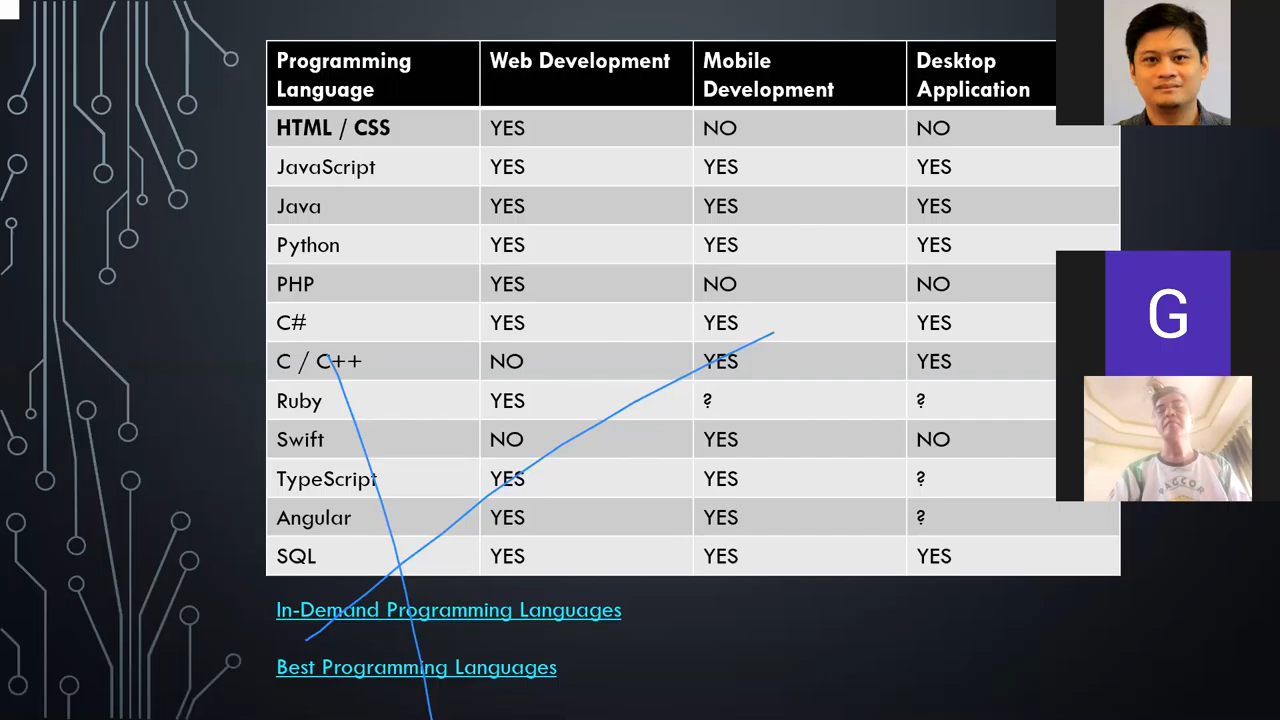 Programming Language Web Development Mobile Development Desktop Application
HTML / CSS YES NO NO
JavaScript YES YES YES
Java YES YES YES
Python YES YES YES
PHP YES NO NO
C# YES YES YES
C / C++ NO YES YES
Ruby YES ? ?
Swift NO YES NO
TypeScript YES YES ?
Angular YES YES ?
SQL YES YES YES
In-Demand Programming Languages
Best Programming Languages
G
PAGCOR